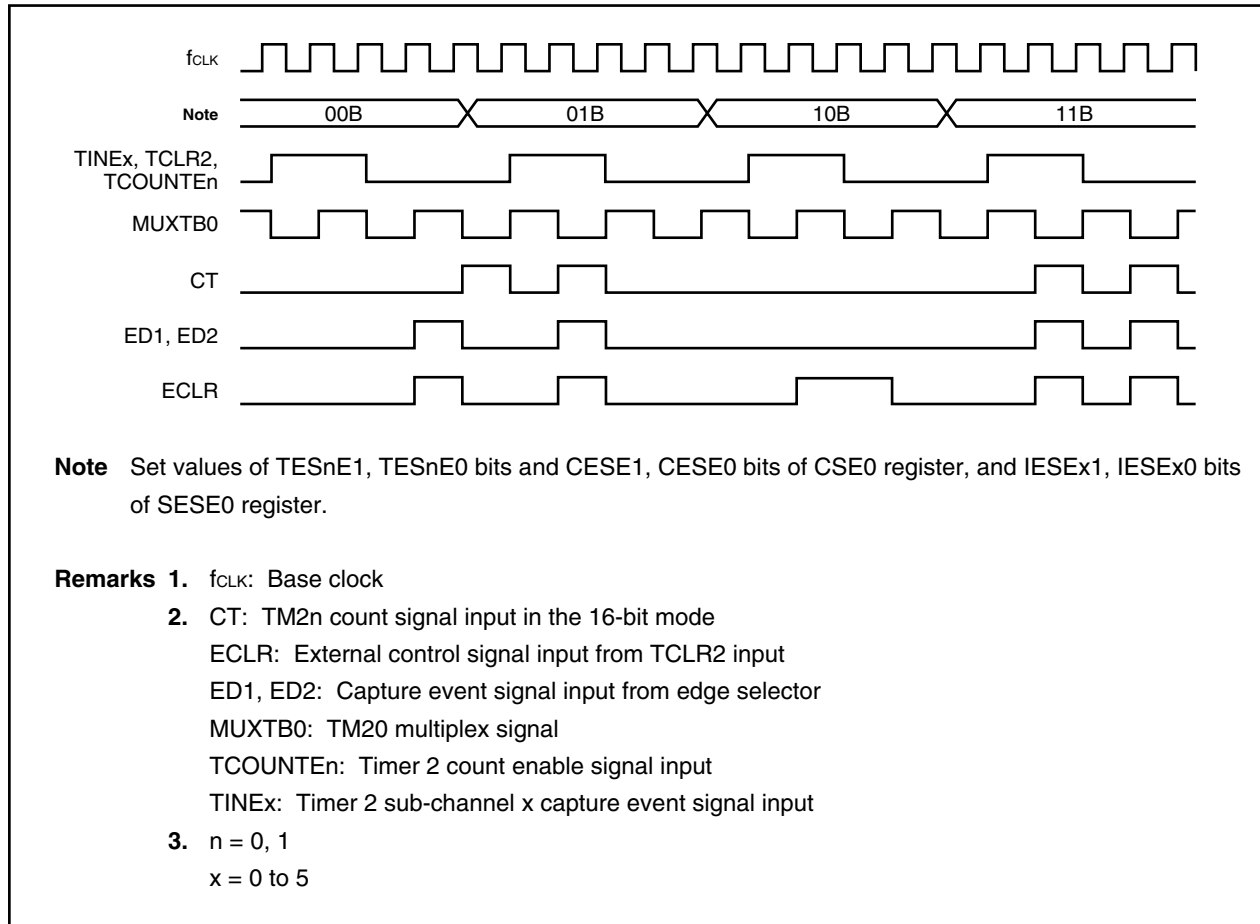 fCLK
Note
00B 01B 10B 11B
TINEx, TCLR2,
TCOUNTEn
MUXTB0
CT
ED1, ED2
ECLR
Note Set values of TESnE1, TESnE0 bits and CESE1, CESE0 bits of CSE0 register, and IESEx1, IESEx0 bits
of SESE0 register.
Remarks 1. fCLK: Base clock
2. CT: TM2n count signal input in the 16-bit mode
ECLR: External control signal input from TCLR2 input
ED1, ED2: Capture event signal input from edge selector
MUXTB0: TM20 multiplex signal
TCOUNTEn: Timer 2 count enable signal input
TINEx: Timer 2 sub-channel x capture event signal input
3. n = 0, 1
x = 0 to 5